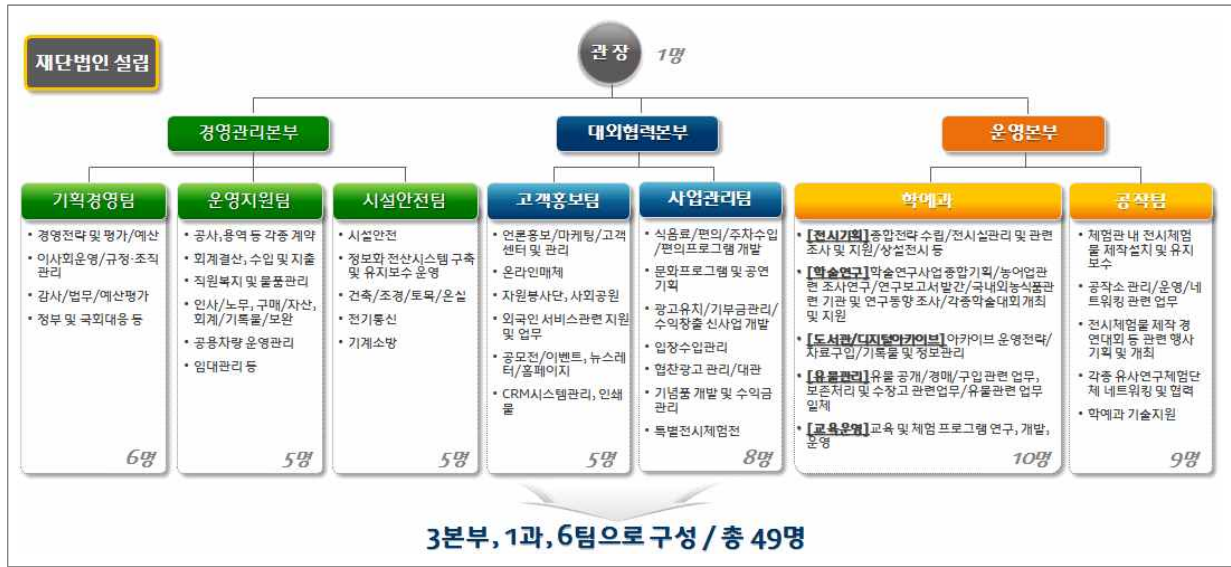 재단법인 설립
관장
1명
경영관리본부
대외협력본부
운영본부
기획경영팀
• 경영전략 및 평가/예산
• 이사회운영/규정·조직
관리
• 감사/법무/예산평가
• 정부 및 국회대응 등
6명
운영지원팀
• 공사,용역 등 각종 계약
• 회계결산, 수입 및 지출
• 직원복지 및 물품관리
• 인사/노무, 구매/자산,
회계/기록물/보완
• 공용차량 운영관리
• 임대관리 등
5명
시설안전팀
• 시설안전
• 정보화 전산시스템 구축
및 유지보수 운영
• 건축/조경/토목/온실
• 전기통신
• 기계소방
5명
고객홍보팀
• 언론홍보/마케팅/고객
센터 및 관리
• 온라인매체
• 자원봉사단, 사회공원
• 외국인 서비스관련 지원
및 업무
• 공모전/이벤트, 뉴스레
터/홈페이지
• CRM시스템관리, 인쇄
물
5명
사업관리팀
• 식음료/편의/주차수입
/편의프로그램 개발
• 문화프로그램 및 공연
기획
• 광고유치/기부금관리/
수익창출 신사업 개발
• 입장수입관리
• 협찬광고 관리/대관
• 기념품 개발 및 수익금
관리
• 특별전시체험전
8명
학예과
• [전시기획]종합전략 수립/전시실관리 및 관련
조사 및 지원/상설전시 등
• [학술연구]학술연구사업 종합기획/농어업관
련 조사연구/연구보고서발간/국내외농식품관
련 기관 및 연구동향 조사/각종학술대회개최
및 지원
• [도서관/디지털아카이브]아카이브 운영전략/
자료구입/기록물 및 정보관리
• [유물관리]유물 공개/경매/구입관련 업무,
보존처리 및 수장고 관련업무/유물관련 업무
일체
• [교육운영]교육 및 체험 프로그램 연구, 개발,
운영
10명
공작팀
• 체험관 내 전시체험
물 제작설치 및 유지
보수
• 공작소 관리/운영/네
트워킹 관련 업무
• 전시체험물 제작 경
연대회 등 관련 행사
기획 및 개최
• 각종 유사연구체험단
체 네트워킹 및 협력
• 학예과 기술지원
9명
3본부, 1과, 6팀으로 구성 / 총 49명